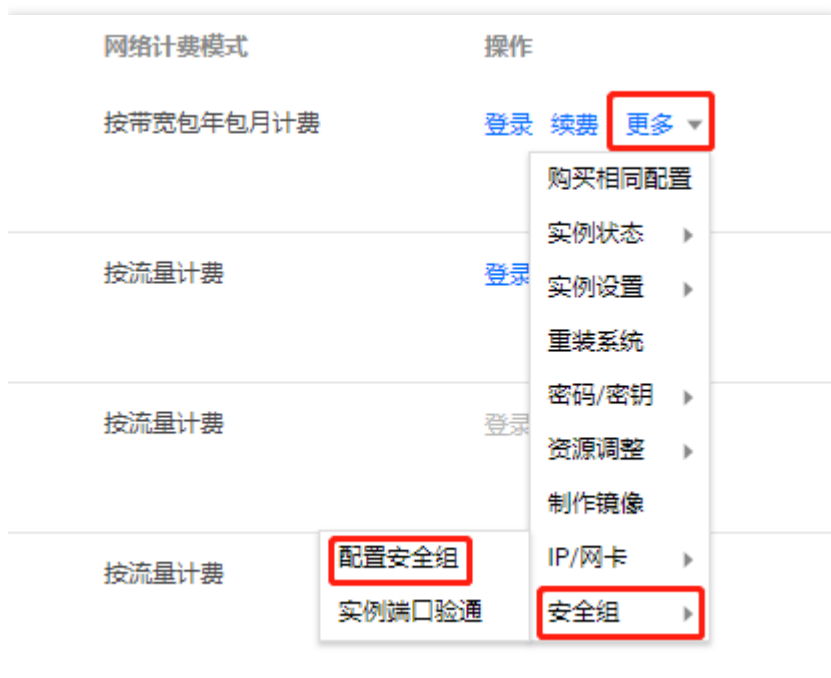 网络计费模式 操作
按带宽包年包月计费 登录 续费 更多
购买相同配置
实例状态
按流量计费 登录
实例设置
重装系统
密码/密钥
按流量计费 登录
资源调整
制作镜像
配置安全组 IP/网卡
按流量计费
实例端口验通 安全组